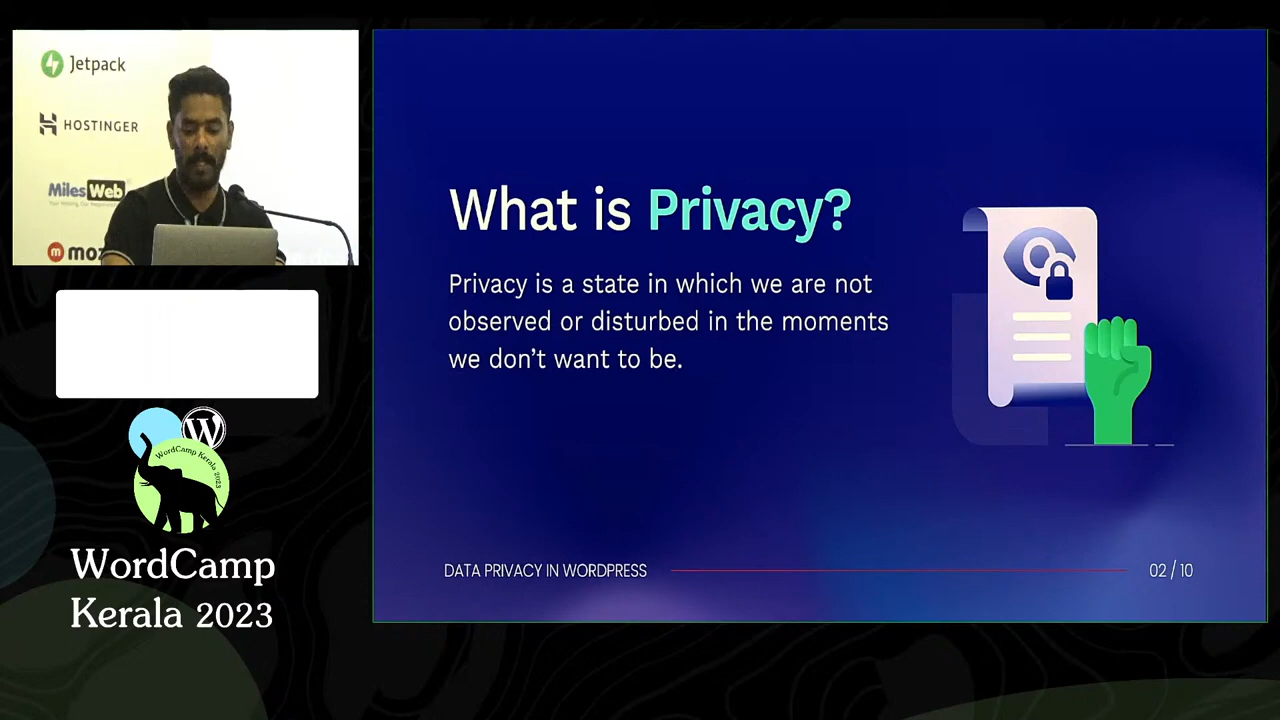 Jetpack
HOSTINGER
MilesWeb
moz
What is Privacy?
Privacy is a state in which we are not
observed or disturbed in the moments
we don't want to be.
DATA PRIVACY IN WORDPRESS
02 / 10
W
WordCamp Kerala 2023
WordCamp
Kerala 2023